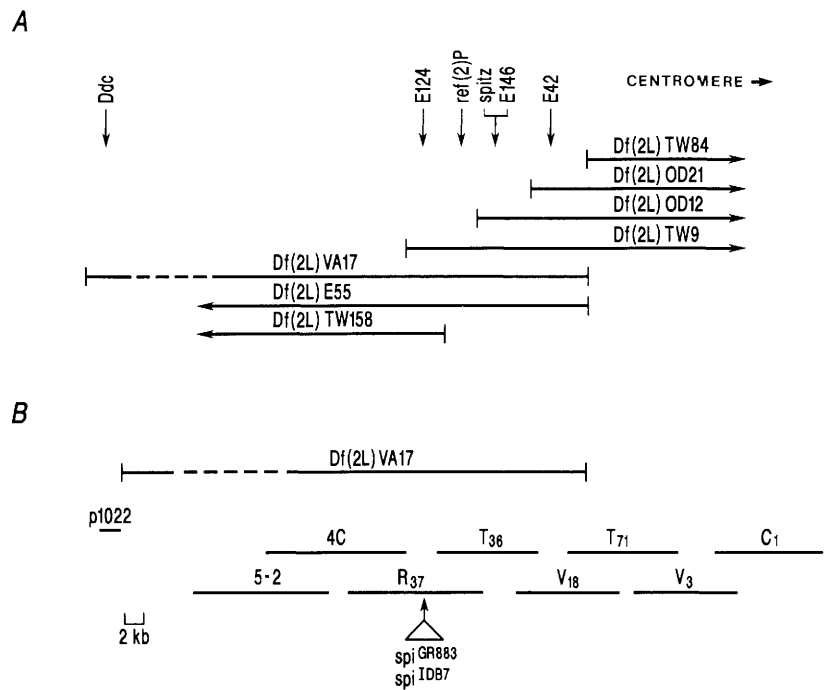 A
Ddc
E124
ref(2)P
spitz
E146
E42
CENTROMERE
Df(2L) TW84
Df(2L) OD21
Df(2L) OD12
Df(2L) TW9
Df(2L) VA17
Df(2L) E55
Df(2L) TW158
B
Df(2L) VA17
p1022
4C
T36
T71
C1
5-2
R37
V18
V3
2 kb
spi GR883
spi IDB7